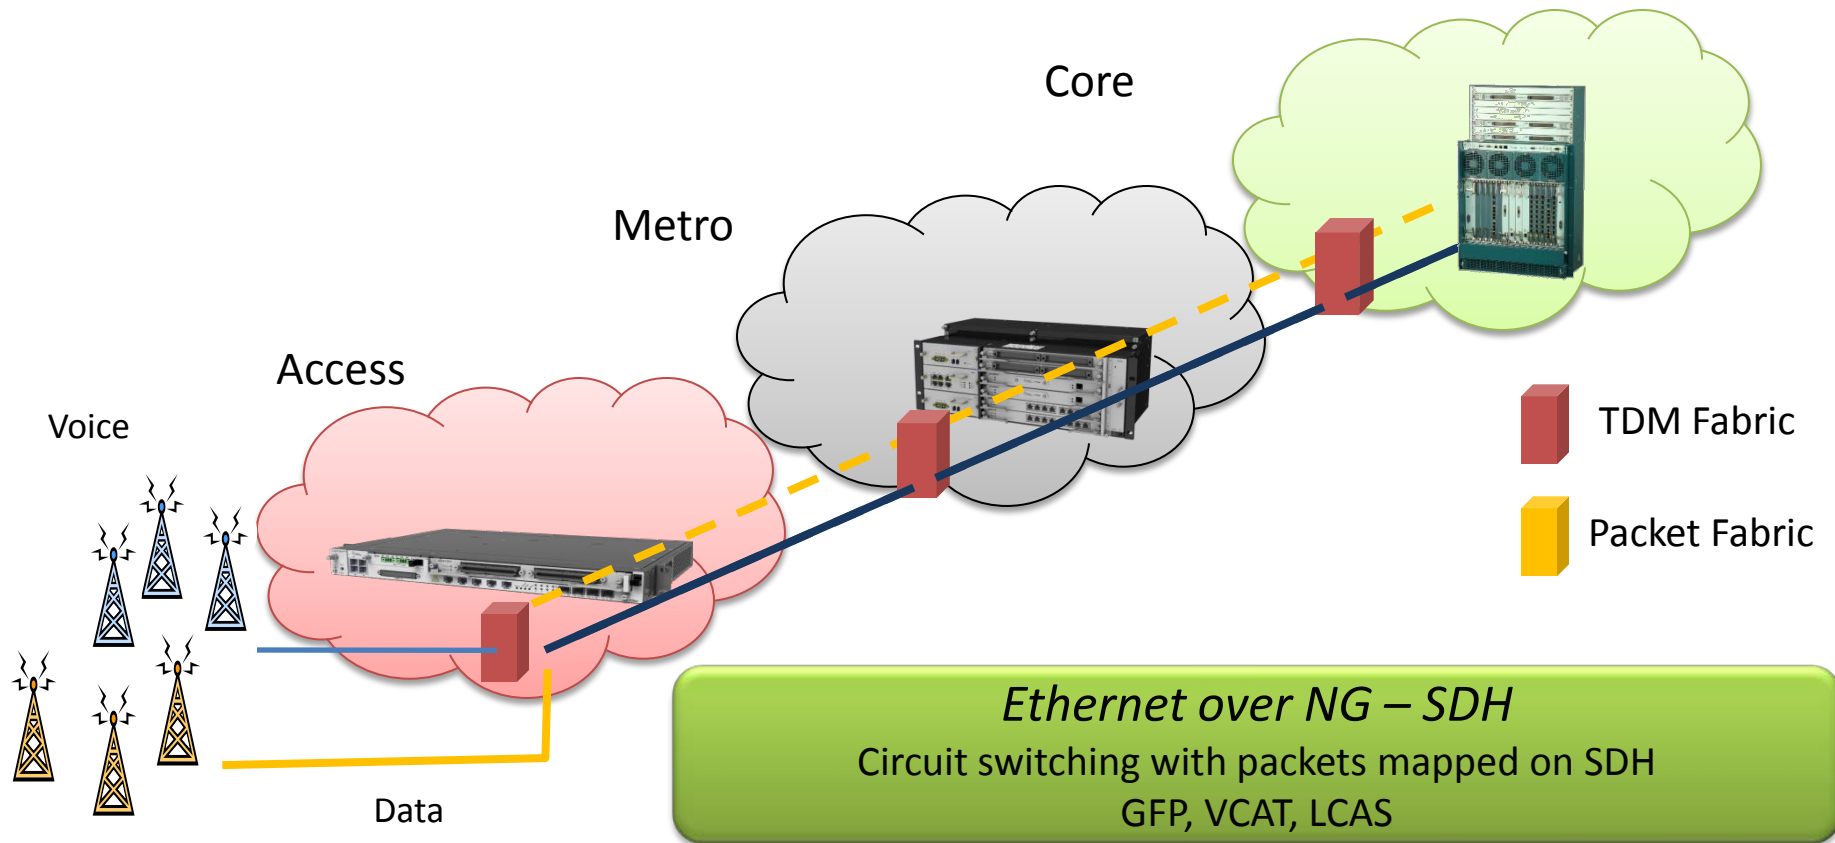 Core
Metro
Access
Voice
TDM Fabric
Packet Fabric
Data
Ethernet over NG – SDH
Circuit switching with packets mapped on SDH
GFP, VCAT, LCAS